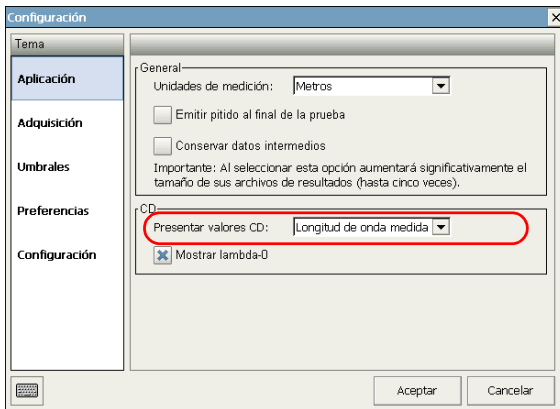 Configuración
Tema
Aplicación
Adquisición
Umbrales
Preferencias
Configuración
General
Unidades de medición: Metros
Emitir pitido al final de la prueba
Conservar datos intermedios
Importante: Al seleccionar esta opción aumentará significativamente el
tamaño de sus archivos de resultados (hasta cinco veces).
CD
Presentar valores CD: Longitud de onda medida
Mostrar lambda-0
Aceptar
Cancelar